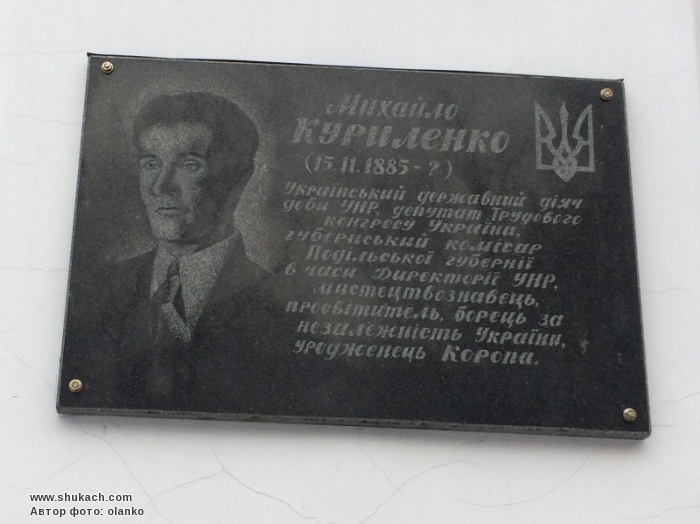 Михайло
КУРИЛЕНКО
(15.11.1885-?)
Український державний діяч
доби УНР, депутат Трудового
конгресу України,
губернський комісар
Подільської губернії
в часи Директорії УНР,
мистецтвознавець,
просвітитель, борець за
незалежність України,
уродженець Коропа.
www.shukach.com
Автор фото: olanko